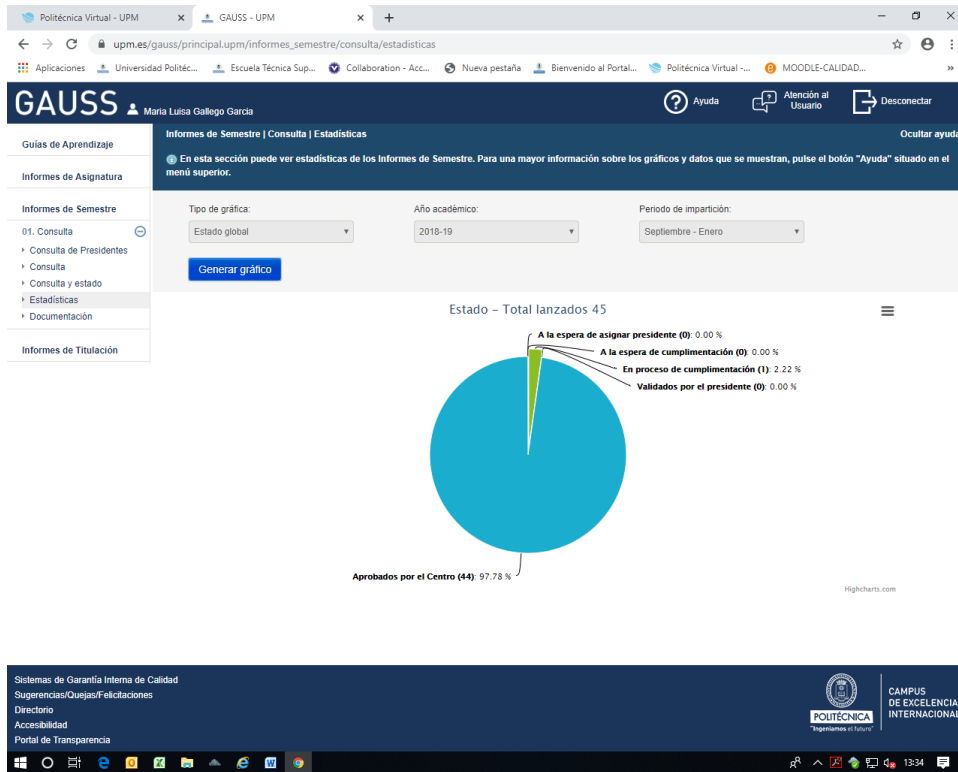 Politécnica Virtual - UPM
GAUSS - UPM
upm.es/gauss/principal.upm/informes_semestre/consulta/estadisticas
Aplicaciones
Universidad Politéc...
Escuela Técnica Sup...
Collaboration - Acc...
Nueva pestaña
Bienvenido al Portal...
Politécnica Virtual -...
MOODLE-CALIDAD...
GAUSS
Maria Luisa Gallego Garcia
Ayuda
Atención al
Usuario
Desconectar
Guías de Aprendizaje
Informes de Asignatura
Informes de Semestre
01. Consulta
Consulta de Presidentes
Consulta
Consulta y estado
Estadísticas
Documentación
Informes de Titulación
Informes de Semestre | Consulta | Estadísticas
Ocultar ayuda
En esta sección puede ver estadísticas de los Informes de Semestre. Para una mayor información sobre los gráficos y datos que se muestran, pulse el botón "Ayuda" situado en el
menú superior.
Tipo de gráfica:
Estado global
Año académico:
2018-19
Periodo de impartición:
Septiembre - Enero
Generar gráfico
Estado – Total lanzados 45
A la espera de asignar presidente (0): 0.00 %
A la espera de cumplimentación (0): 0.00 %
En proceso de cumplimentación (1): 2.22 %
Validados por el presidente (0): 0.00 %
Aprobados por el Centro (44): 97.78 %
Highcharts.com
Sistemas de Garantía Interna de Calidad
Sugerencias/Quejas/Felicitaciones
Directorio
Accesibilidad
Portal de Transparencia
POLITÉCNICA
"Ingeniamos el futuro"
CAMPUS
DE EXCELENCIA
INTERNACIONAL
13:34